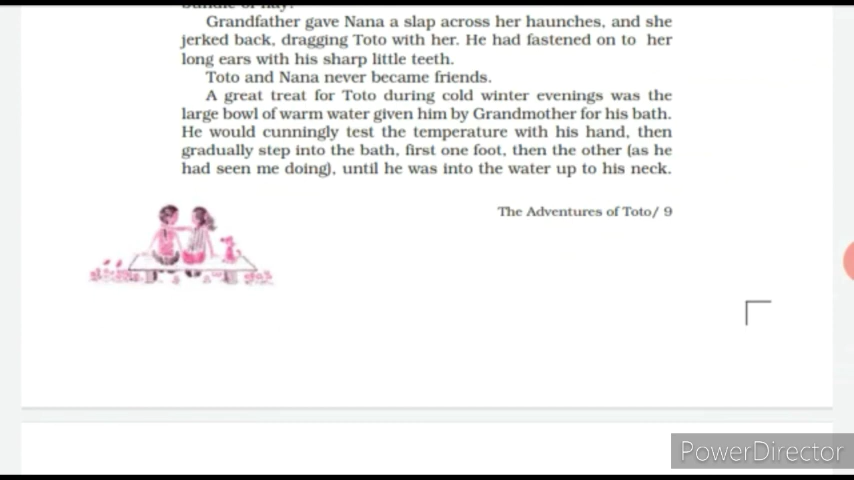 Grandfather gave Nana a slap across her haunches, and she
jerked back, dragging Toto with her. He had fastened on to her
long ears with his sharp little teeth.
Toto and Nana never became friends.
A great treat for Toto during cold winter evenings was the
large bowl of warm water given him by Grandmother for his bath.
He would cunningly test the temperature with his hand, then
gradually step into the bath, first one foot, then the other (as he
had seen me doing), until he was into the water up to his neck.
The Adventures of Toto/ 9
PowerDirector